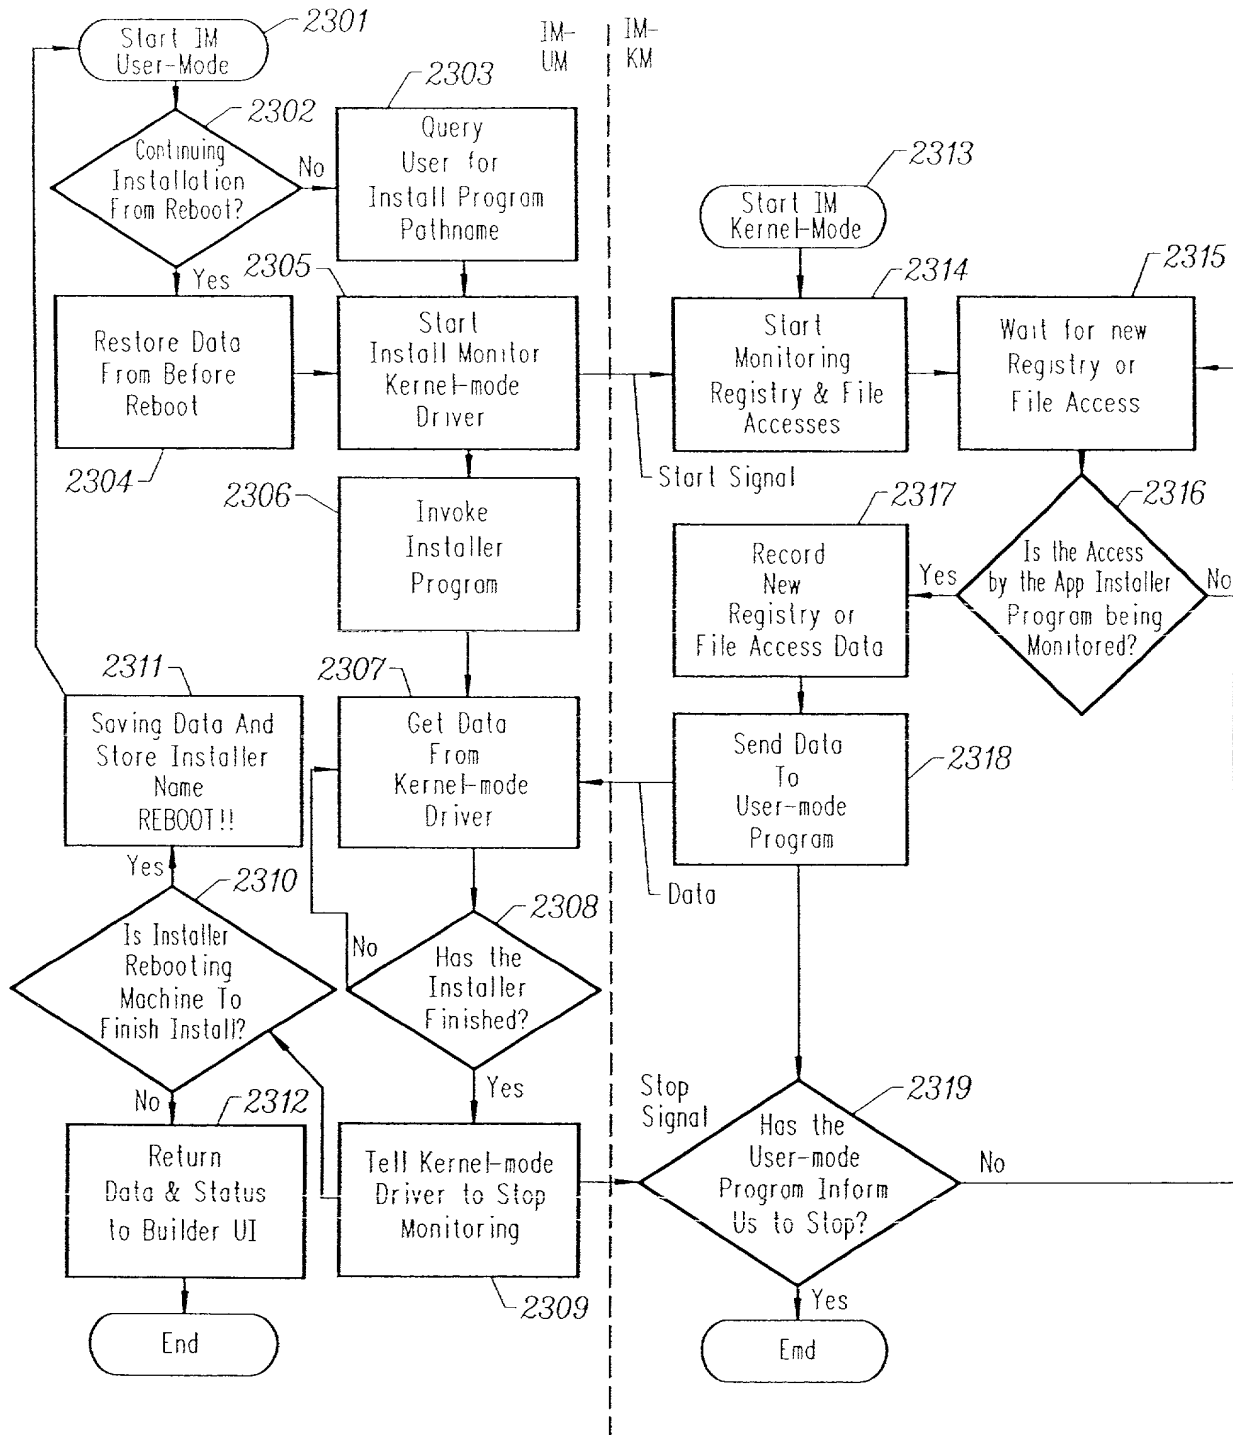 Start IM
User-Mode
2301
IM-
UM
IM-
KM
2302
Continuing
Installation
From Reboot?
No
Yes
2303
Query
User for
Install Program
Pathname
2313
Start IM
Kernel-Mode
2305
Restore Data
From Before
Reboot
2304
Start
Install Monitor
Kernel-mode
Driver
2314
Start
Monitoring
Registry & File
Accesses
2315
Wait for new
Registry or
File Access
Start Signal
2306
Invoke
Installer
Program
2317
Record
New
Registry or
File Access Data
2316
Is the Access
by the App Installer
Program being
Monitored?
Yes
No
2311
Saving Data And
Store Installer
Name
REBOOT!!
2307
Get Data
From
Kernel-mode
Driver
Send Data
To
User-mode
Program
2318
Data
Yes
2310
Is Installer
Rebooting
Machine To
Finish Install?
No
2308
Has the
Installer
Finished?
No
Yes
2312
Return
Data & Status
to Builder UI
Tell Kernel-mode
Driver to Stop
Monitoring
2309
Stop
Signal
2319
Has the
User-mode
Program Inform
Us to Stop?
No
Yes
End
Emd